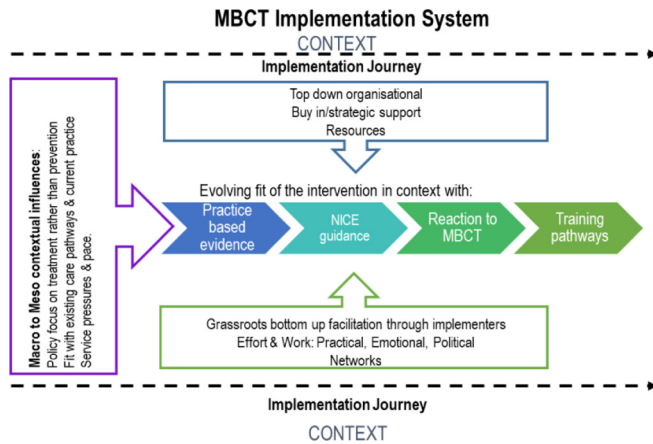 MBCT Implementation System
CONTEXT
Implementation Journey
Top down organisational
Buy in/strategic support
Resources
Macro to Meso contextual influences:
Policy focus on treatment rather than prevention
Fit with existing care pathways & current practice
Service pressures & pace.
Evolving fit of the intervention in context with:
Practice
based
evidence
NICE
guidance
Reaction to
MBCT
Training
pathways
Grassroots bottom up facilitation through implementers
Effort & Work: Practical, Emotional, Political
Networks
Implementation Journey
CONTEXT